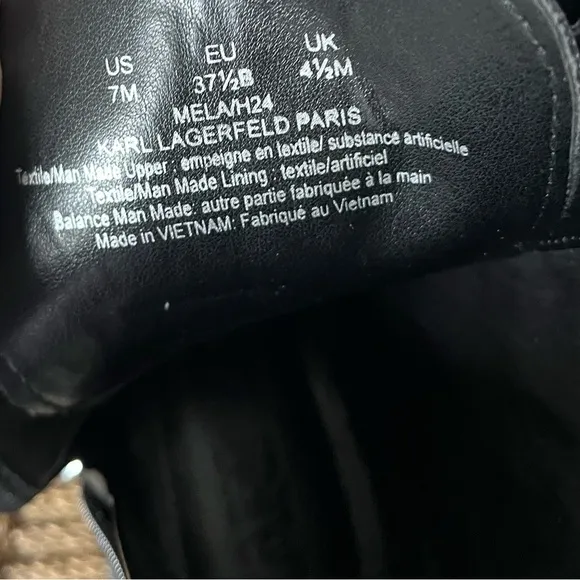 US EU UK
7M 37½B 4½M
MELA/H24
KARL LAGERFELD PARIS
Textile/Man Made Upper : empeigne en textile/ substance artificielle
Textile/Man Made Lining : textile/artificiel
Balance Man Made: autre partie fabriquée à la main
Made in VIETNAM: Fabriqué au Vietnam